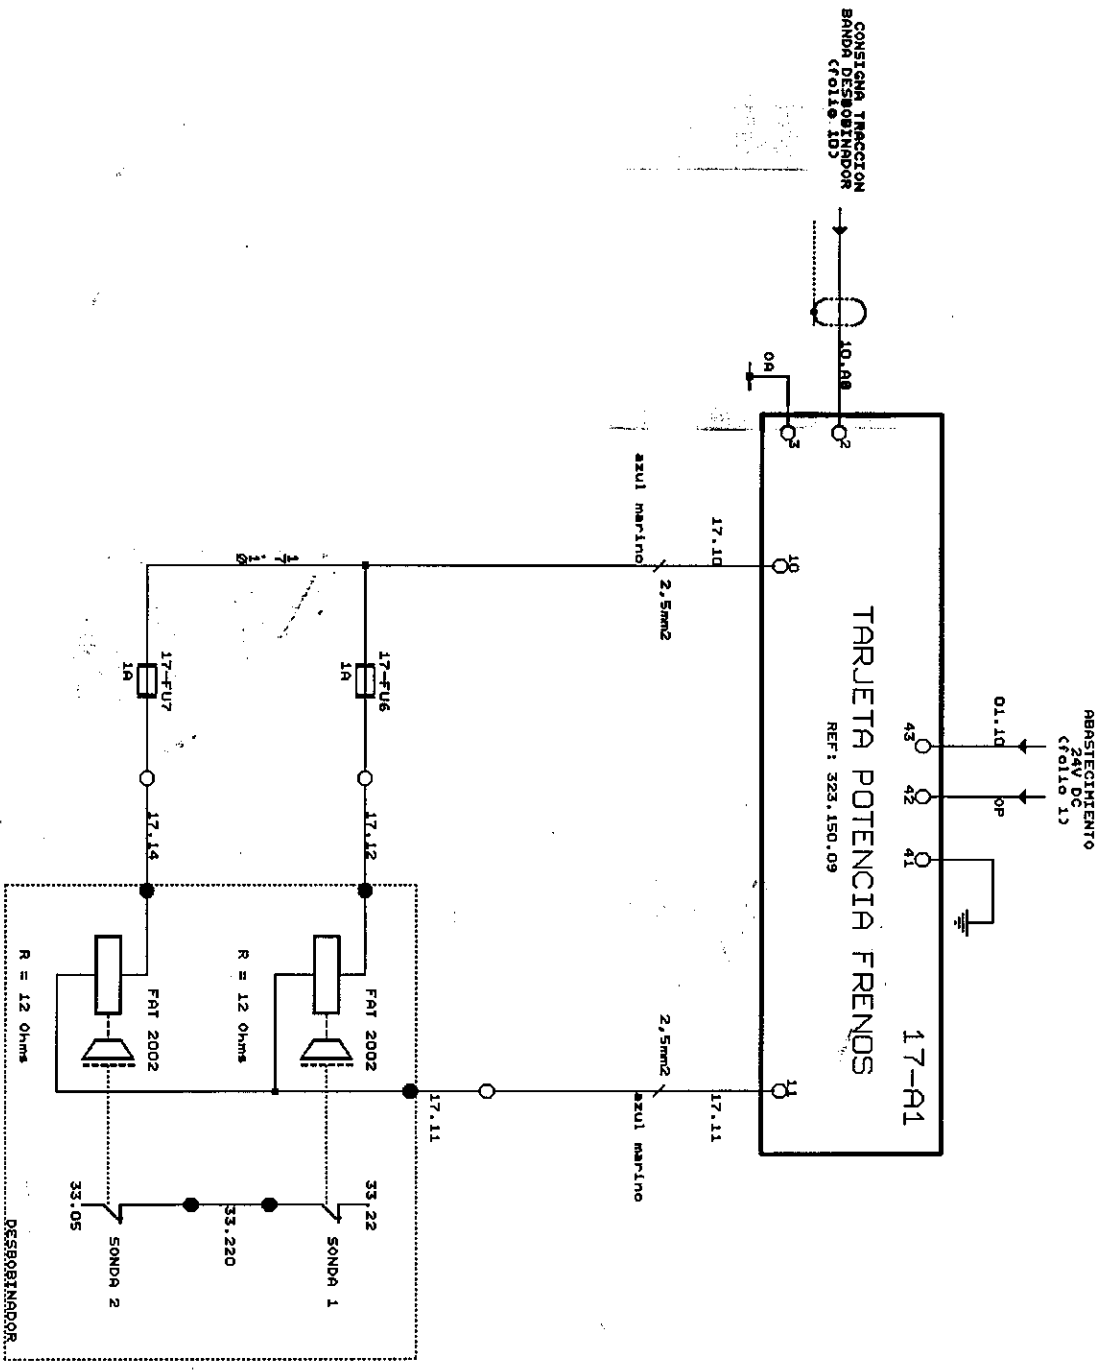 CONSIGNA TRACCION
BANDA DESBOBINADOR
(folio 10)
10.A0
0A
2
3
ABASTECIMIENTO
24V DC
(folio 1)
01.10
0P
43
42
41
17-A1
TARJETA POTENCIA FRENOS
REF: 323.150.09
10
11
17.10
2,5mm2
azul marino
17.11
2,5mm2
azul marino
17-FU6
1A
17-FU7
1A
17.12
17.14
17.11
FAT 2002
R = 12 Ohms
FAT 2002
R = 12 Ohms
33.22
SONDA 1
33.220
33.05
SONDA 2
DESBOBINADOR